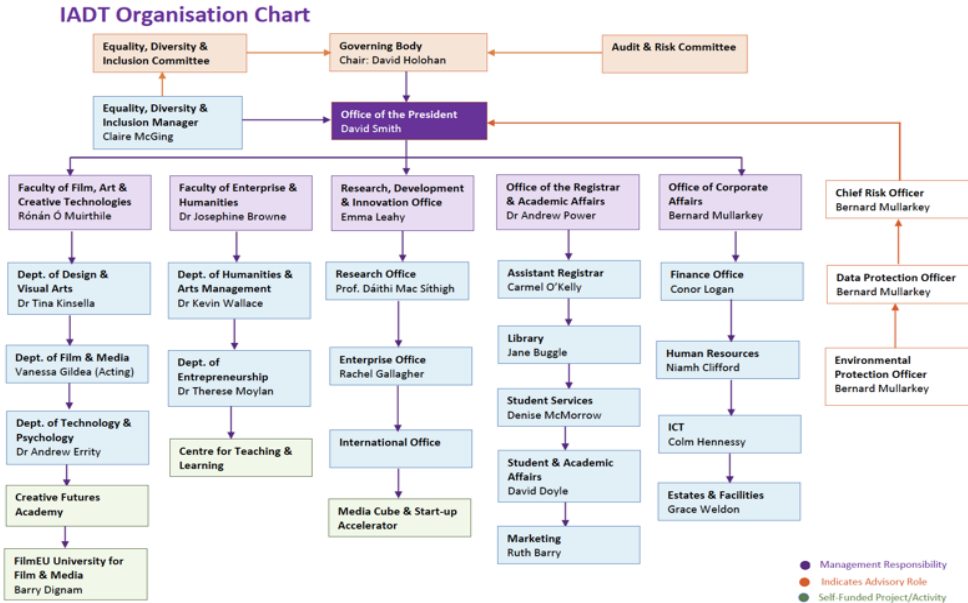 IADT Organisation Chart
Equality, Diversity &
Inclusion Committee
Governing Body
Chair: David Holohan
Audit & Risk Committee
Equality, Diversity &
Inclusion Manager
Claire McGing
Office of the President
David Smith
Faculty of Film, Art &
Creative Technologies
Rónán Ó Muirthile
Faculty of Enterprise &
Humanities
Dr Josephine Browne
Research, Development
& Innovation Office
Emma Leahy
Office of the Registrar
& Academic Affairs
Dr Andrew Power
Office of Corporate
Affairs
Bernard Mullarkey
Chief Risk Officer
Bernard Mullarkey
Dept. of Design &
Visual Arts
Dr Tina Kinsella
Dept. of Humanities &
Arts Management
Dr Kevin Wallace
Research Office
Prof. Dáithi Mac Síthigh
Assistant Registrar
Carmel O'Kelly
Finance Office
Conor Logan
Data Protection Officer
Bernard Mullarkey
Dept. of Film & Media
Vanessa Gildea (Acting)
Dept. of
Entrepreneurship
Dr Therese Moylan
Enterprise Office
Rachel Gallagher
Library
Jane Buggle
Human Resources
Niamh Clifford
Environmental
Protection Officer
Bernard Mullarkey
Dept. of Technology &
Psychology
Dr Andrew Errity
Centre for Teaching &
Learning
International Office
Student Services
Denise McMorrow
ICT
Colm Hennessy
Creative Futures
Academy
Media Cube & Start-up
Accelerator
Student & Academic
Affairs
David Doyle
Estates & Facilities
Grace Weldon
FilmEU University for
Film & Media
Barry Dignam
Marketing
Ruth Barry
Management Responsibility
Indicates Advisory Role
Self-Funded Project/Activity